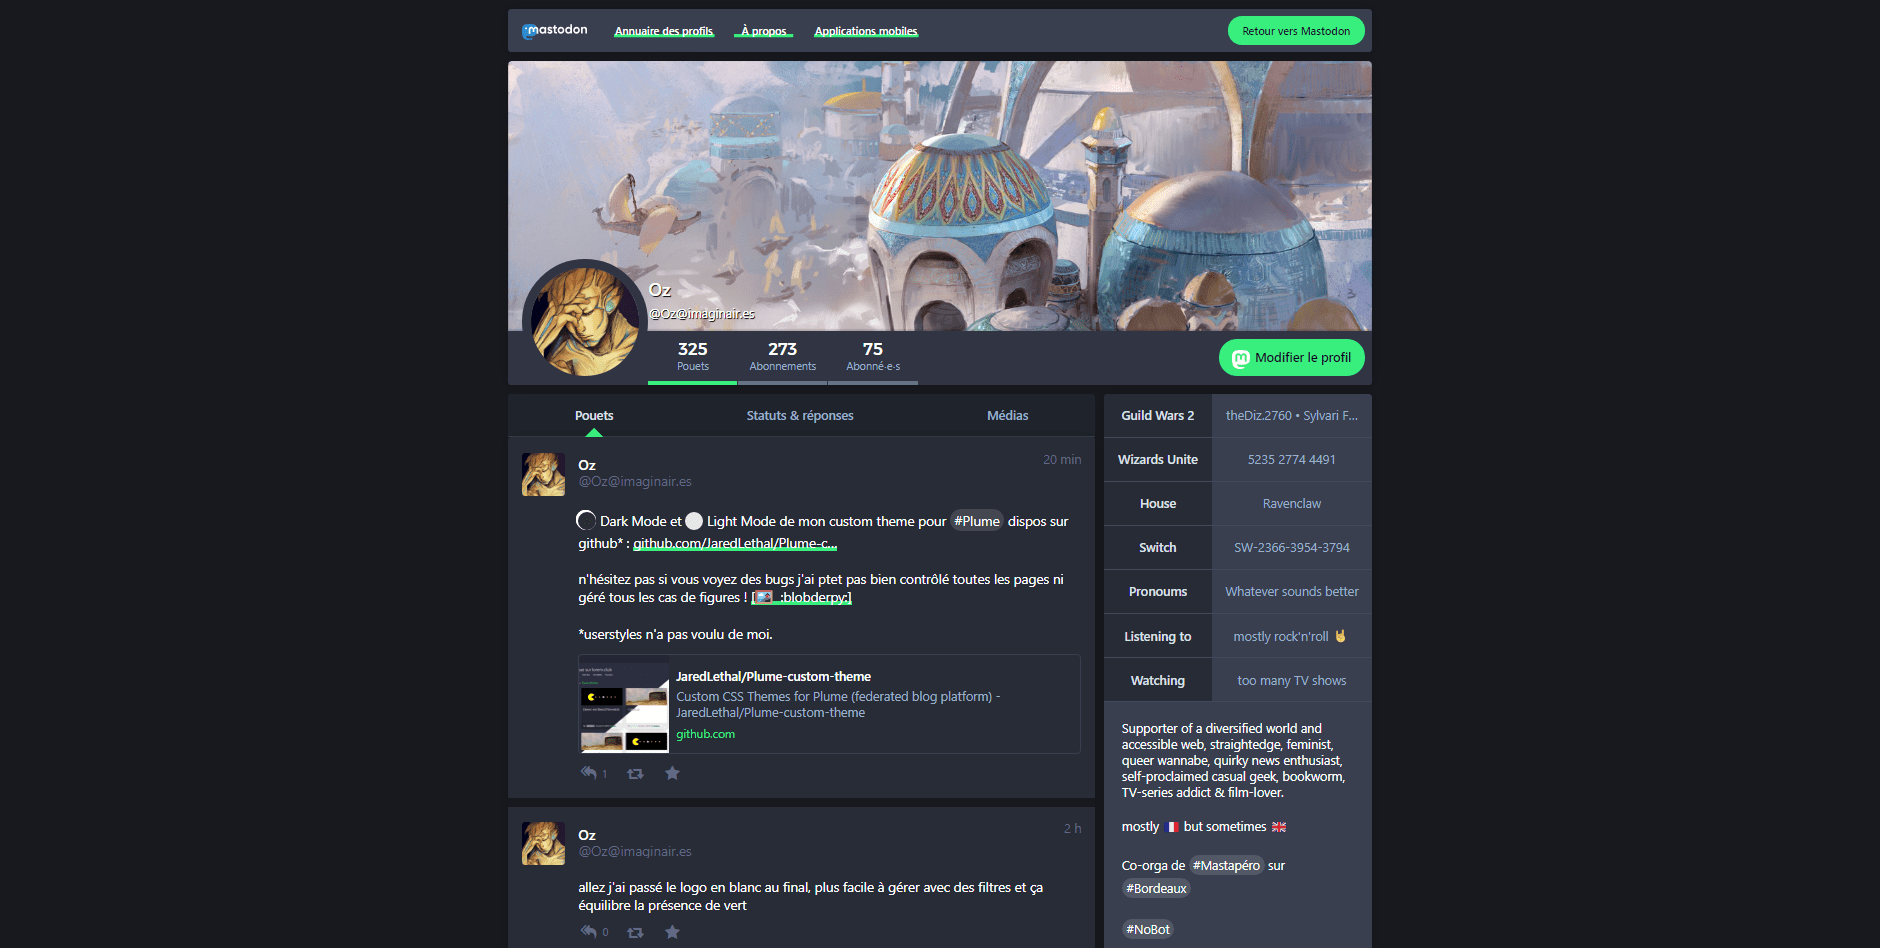 mastodon
Annuaire des profils
À propos
Applications mobiles
Retour vers Mastodon
Oz
@Oz@imaginair.es
325
Pouets
273
Abonnements
75
Abonné·e·s
Modifier le profil
Pouets
Statuts & réponses
Médias
Oz
20 min
@Oz@imaginair.es
Dark Mode et Light Mode de mon custom theme pour #Plume dispos sur
github* : github.com/JaredLethal/Plume-c...
n'hésitez pas si vous voyez des bugs j'ai ptet pas bien contrôlé toutes les pages ni
géré tous les cas de figures ! [🖼 :blobderpy:]
*userstyles n'a pas voulu de moi.
JaredLethal/Plume-custom-theme
Custom CSS Themes for Plume (federated blog platform) -
JaredLethal/Plume-custom-theme
github.com
1
Oz
2 h
@Oz@imaginair.es
allez j'ai passé le logo en blanc au final, plus facile à gérer avec des filtres et ça
équilibre la présence de vert
0
Guild Wars 2
theDiz.2760 • Sylvari F...
Wizards Unite
5235 2774 4491
House
Ravenclaw
Switch
SW-2366-3954-3794
Pronoums
Whatever sounds better
Listening to
mostly rock'n'roll 🤘
Watching
too many TV shows
Supporter of a diversified world and
accessible web, straightedge, feminist,
queer wannabe, quirky news enthusiast,
self-proclaimed casual geek, bookworm,
TV-series addict & film-lover.
mostly 🇫🇷 but sometimes 🇬🇧
Co-orga de #Mastapéro sur
#Bordeaux
#NoBot